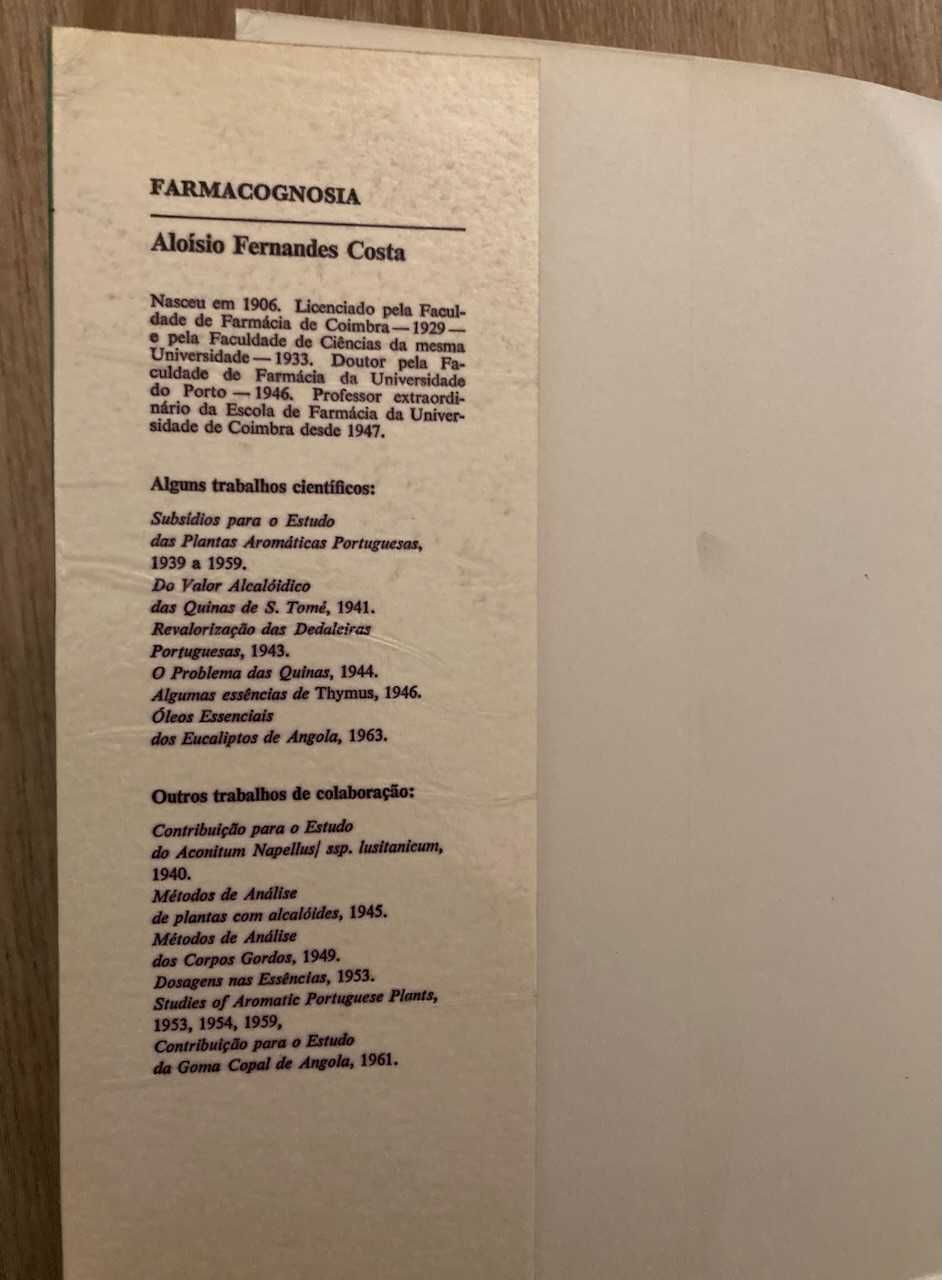 FARMACOGNOSIA
Aloísio Fernandes Costa
Nasceu em 1906. Licenciado pela Facul-
dade de Farmácia de Coimbra — 1929 —
e pela Faculdade de Ciências da mesma
Universidade — 1933. Doutor pela Fa-
culdade de Farmácia da Universidade
do Porto — 1946. Professor extraordi-
nário da Escola de Farmácia da Univer-
sidade de Coimbra desde 1947.
Alguns trabalhos científicos:
Subsídios para o Estudo
das Plantas Aromáticas Portuguesas,
1939 a 1959.
Do Valor Alcalóidico
das Quinas de S. Tomé, 1941.
Revalorização das Dedaleiras
Portuguesas, 1943.
O Problema das Quinas, 1944.
Algumas essências de Thymus, 1946.
Óleos Essenciais
dos Eucaliptos de Angola, 1963.
Outros trabalhos de colaboração:
Contribuição para o Estudo
do Aconitum Napellus/ ssp. lusitanicum,
1940.
Métodos de Análise
de plantas com alcalóides, 1945.
Métodos de Análise
dos Corpos Gordos, 1949.
Dosagens nas Essências, 1953.
Studies of Aromatic Portuguese Plants,
1953, 1954, 1959,
Contribuição para o Estudo
da Goma Copal de Angola, 1961.